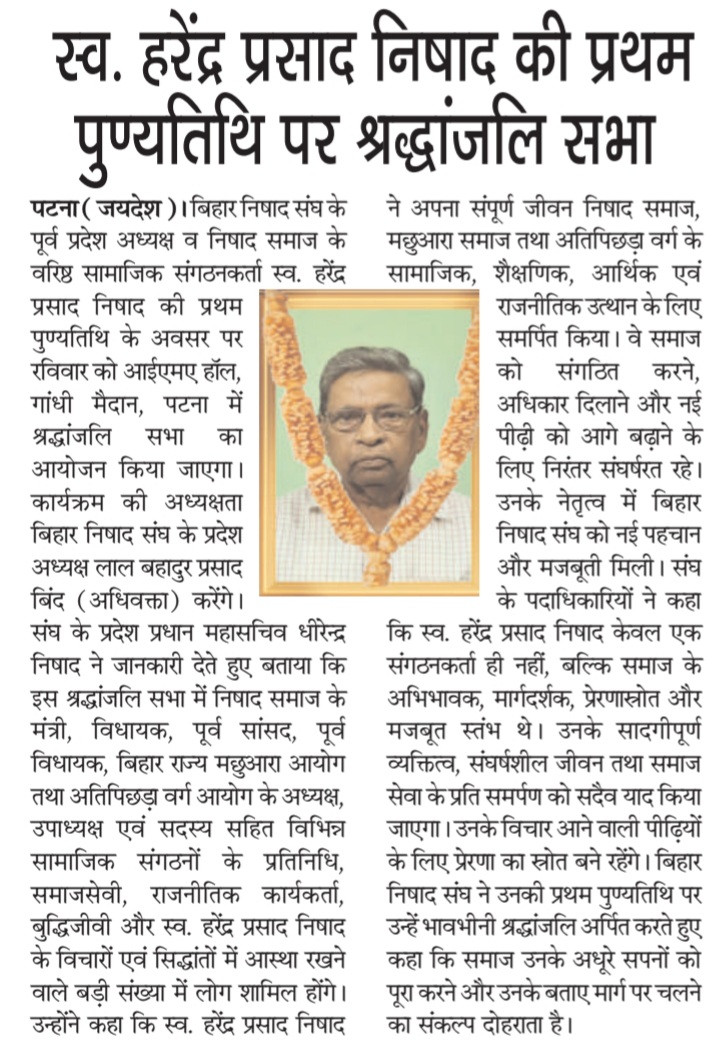 स्व. हरेंद्र प्रसाद निषाद की प्रथम
पुण्यतिथि पर श्रद्धांजलि सभा
पटना( जयदेश )। बिहार निषाद संघ के
पूर्व प्रदेश अध्यक्ष व निषाद समाज के
वरिष्ठ सामाजिक संगठनकर्ता स्व. हरेंद्र
प्रसाद निषाद की प्रथम
पुण्यतिथि के अवसर पर
रविवार को आईएमए हॉल,
गांधी मैदान, पटना में
श्रद्धांजलि सभा का
आयोजन किया जाएगा।
कार्यक्रम की अध्यक्षता
बिहार निषाद संघ के प्रदेश
अध्यक्ष लाल बहादुर प्रसाद
बिंद (अधिवक्ता) करेंगे।
संघ के प्रदेश प्रधान महासचिव धीरेन्द्र
निषाद ने जानकारी देते हुए बताया कि
इस श्रद्धांजलि सभा में निषाद समाज के
मंत्री, विधायक, पूर्व सांसद, पूर्व
विधायक, बिहार राज्य मछुआरा आयोग
तथा अतिपिछड़ा वर्ग आयोग के अध्यक्ष,
उपाध्यक्ष एवं सदस्य सहित विभिन्न
सामाजिक संगठनों के प्रतिनिधि,
समाजसेवी, राजनीतिक कार्यकर्ता,
बुद्धिजीवी और स्व. हरेंद्र प्रसाद निषाद
के विचारों एवं सिद्धांतों में आस्था रखने
वाले बड़ी संख्या में लोग शामिल होंगे।
उन्होंने कहा कि स्व. हरेंद्र प्रसाद निषाद
ने अपना संपूर्ण जीवन निषाद समाज,
मछुआरा समाज तथा अतिपिछड़ा वर्ग के
सामाजिक, शैक्षणिक, आर्थिक एवं
राजनीतिक उत्थान के लिए
समर्पित किया। वे समाज
को संगठित करने,
अधिकार दिलाने और नई
पीढ़ी को आगे बढ़ाने के
लिए निरंतर संघर्षरत रहे।
उनके नेतृत्व में बिहार
निषाद संघ को नई पहचान
और मजबूती मिली। संघ
के पदाधिकारियों ने कहा
कि स्व. हरेंद्र प्रसाद निषाद केवल एक
संगठनकर्ता ही नहीं, बल्कि समाज के
अभिभावक, मार्गदर्शक, प्रेरणास्त्रोत और
मजबूत स्तंभ थे। उनके सादगीपूर्ण
व्यक्तित्व, संघर्षशील जीवन तथा समाज
सेवा के प्रति समर्पण को सदैव याद किया
जाएगा। उनके विचार आने वाली पीढ़ियों
के लिए प्रेरणा का स्रोत बने रहेंगे। बिहार
निषाद संघ ने उनकी प्रथम पुण्यतिथि पर
उन्हें भावभीनी श्रद्धांजलि अर्पित करते हुए
कहा कि समाज उनके अधूरे सपनों को
पूरा करने और उनके बताए मार्ग पर चलने
का संकल्प दोहराता है।